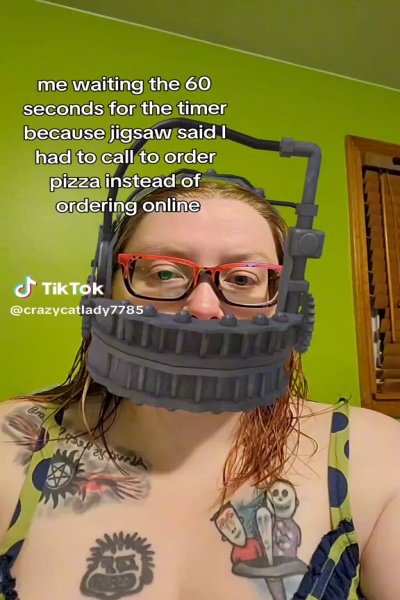 me waiting the 60
seconds for the timer
because jigsaw said I
had to call to order
pizza instead of
ordering online
TikTok
@crazycatlady7785